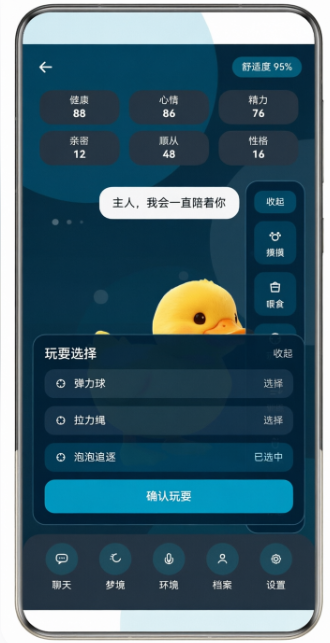 舒适度 95%
健康
88
心情
86
精力
76
亲密
12
顺从
48
性格
16
主人，我会一直陪着你
收起
摸摸
喂食
玩耍选择
收起
弹力球
选择
拉力绳
选择
泡泡追逐
已选中
确认玩耍
聊天
梦境
环境
档案
设置